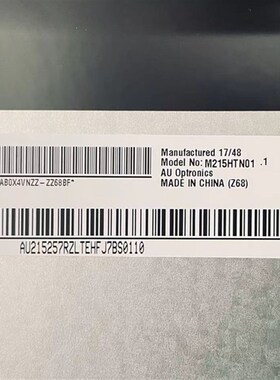 Manufactured 17/48
Model No: M215HTN01 .1
AU Optronics
MADE IN CHINA (Z68)
AB0X4VNZZ-ZZ68BF*
AU215257RZLTEHFJ7BS0110